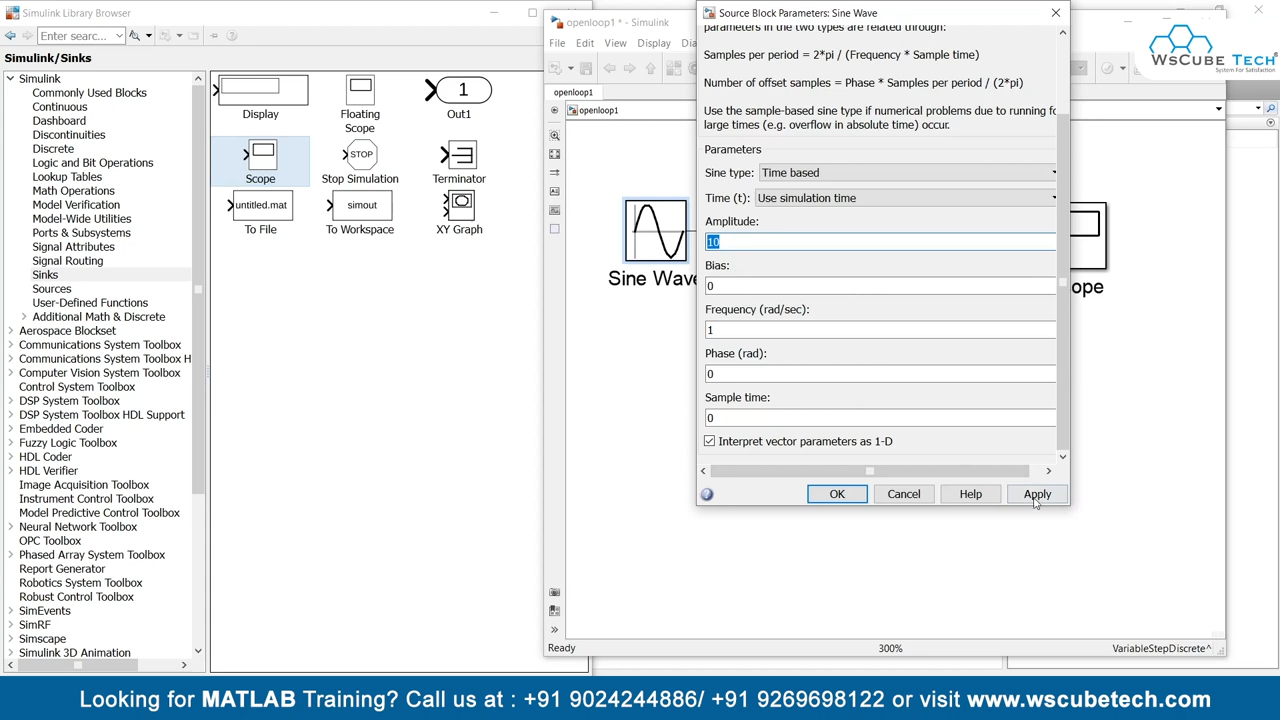 Simulink Library Browser
Enter search...
Simulink/Sinks
Simulink
Commonly Used Blocks
Continuous
Dashboard
Discontinuities
Discrete
Logic and Bit Operations
Lookup Tables
Math Operations
Model Verification
Model-Wide Utilities
Ports & Subsystems
Signal Attributes
Signal Routing
Sinks
Sources
User-Defined Functions
Additional Math & Discrete
Aerospace Blockset
Communications System Toolbox
Communications System Toolbox H
Computer Vision System Toolbox
Control System Toolbox
DSP System Toolbox
DSP System Toolbox HDL Support
Embedded Coder
Fuzzy Logic Toolbox
HDL Coder
HDL Verifier
Image Acquisition Toolbox
Instrument Control Toolbox
Model Predictive Control Toolbox
Neural Network Toolbox
OPC Toolbox
Phased Array System Toolbox
Report Generator
Robotics System Toolbox
Robust Control Toolbox
SimEvents
SimRF
Simscape
Simulink 3D Animation
Display
Floating
Scope
1
Out1
Scope
STOP
Stop Simulation
Terminator
untitled.mat
To File
simout
To Workspace
XY Graph
openloop1 * - Simulink
File Edit View Display Dia
openloop1
openloop1
Sine Wave
ope
Ready
300%
VariableStepDiscrete^
Source Block Parameters: Sine Wave
parameters in the two types are related through:
Samples per period = 2*pi / (Frequency * Sample time)
Number of offset samples = Phase * Samples per period / (2*pi)
Use the sample-based sine type if numerical problems due to running fo
large times (e.g. overflow in absolute time) occur.
Parameters
Sine type: Time based
Time (t): Use simulation time
Amplitude:
10
Bias:
0
Frequency (rad/sec):
1
Phase (rad):
0
Sample time:
0
Interpret vector parameters as 1-D
OK Cancel Help Apply
WsCube Tech
System For Satisfaction
Looking for MATLAB Training? Call us at : +91 9024244886/ +91 9269698122 or visit www.wscubetech.com